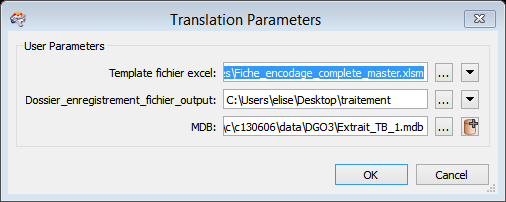 Translation Parameters
User Parameters
Template fichier excel: es\Fiche_encodage_complete_master.xlsm ...
Dossier_enregistrement_fichier_output: C:\Users\elise\Desktop\traitement ...
MDB: \c\c130606\data\DGO3\Extrait_TB_1.mdb ...
OK Cancel